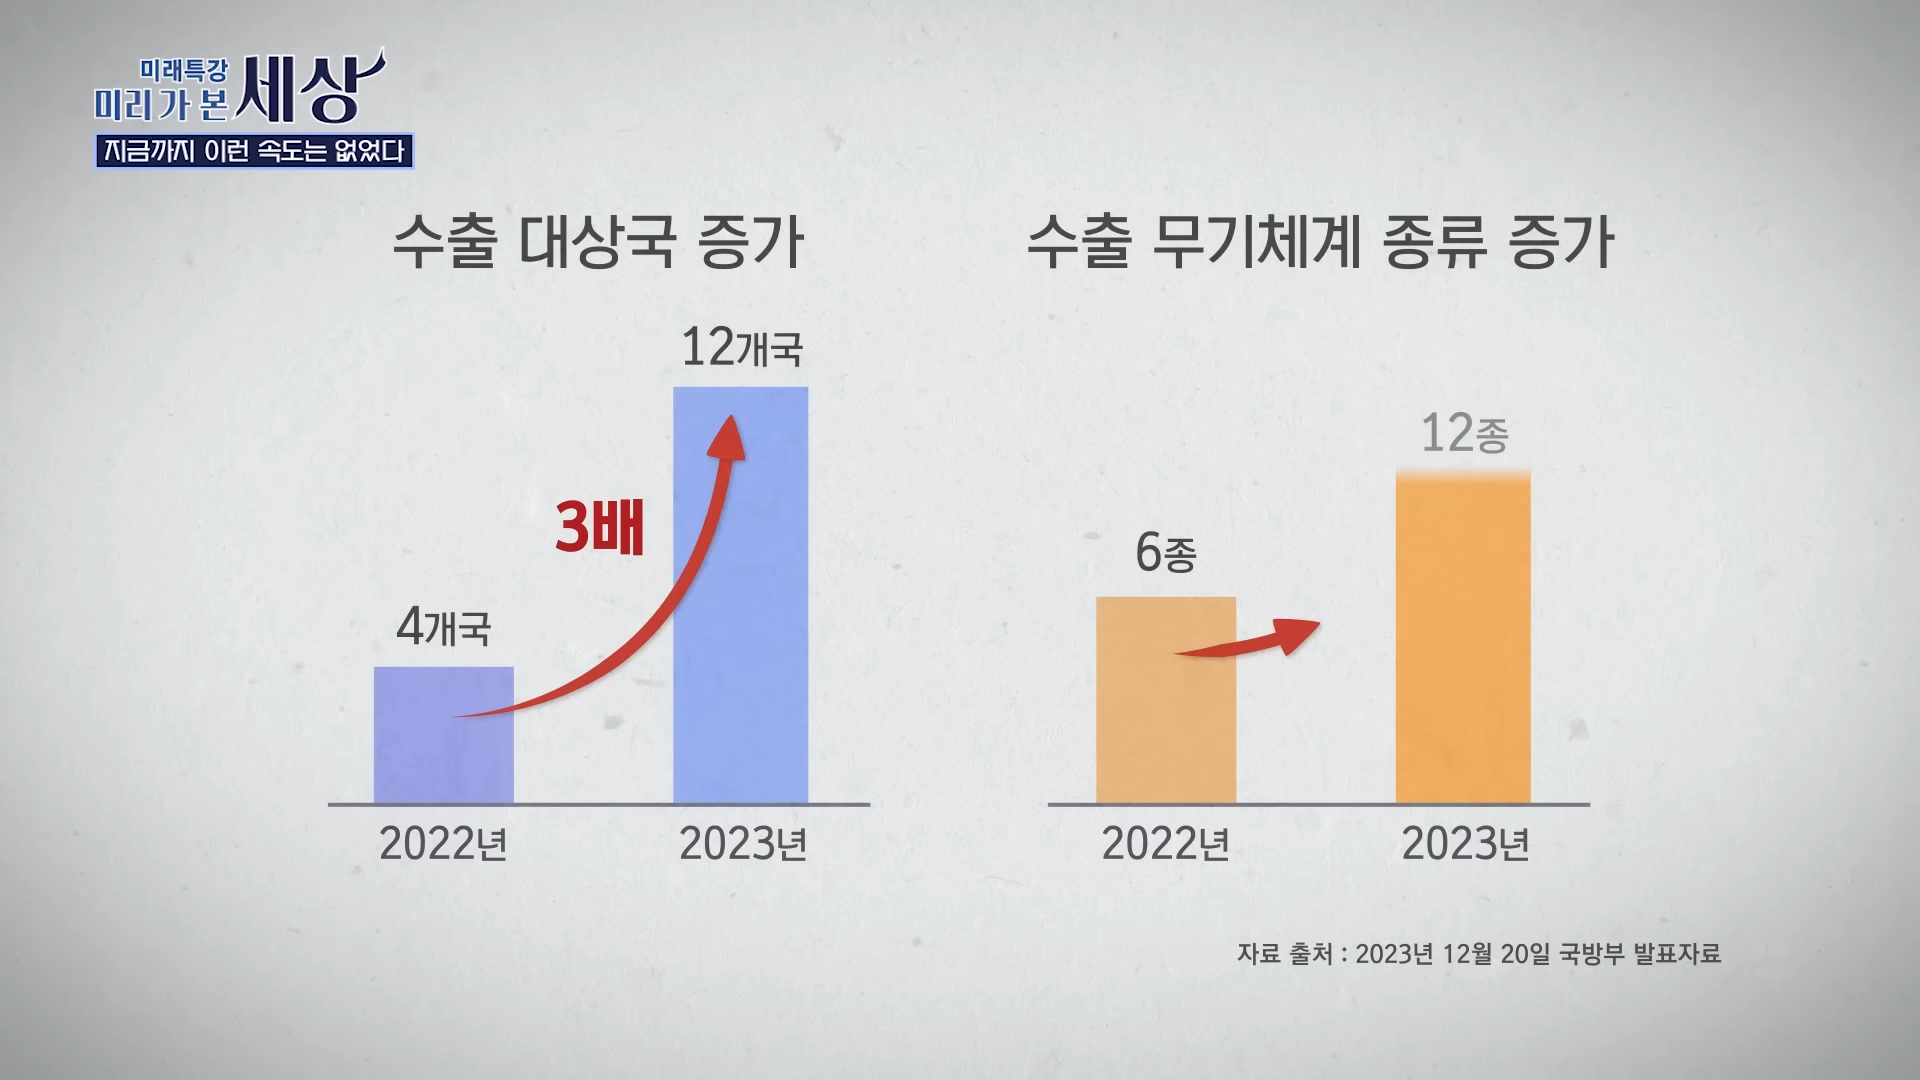 미래특강
미리 가 본 세상
지금까지 이런 속도는 없었다
수출 대상국 증가
12개국
3배
4개국
2022년
2023년
수출 무기체계 종류 증가
12종
6종
2022년
2023년
자료 출처 : 2023년 12월 20일 국방부 발표자료